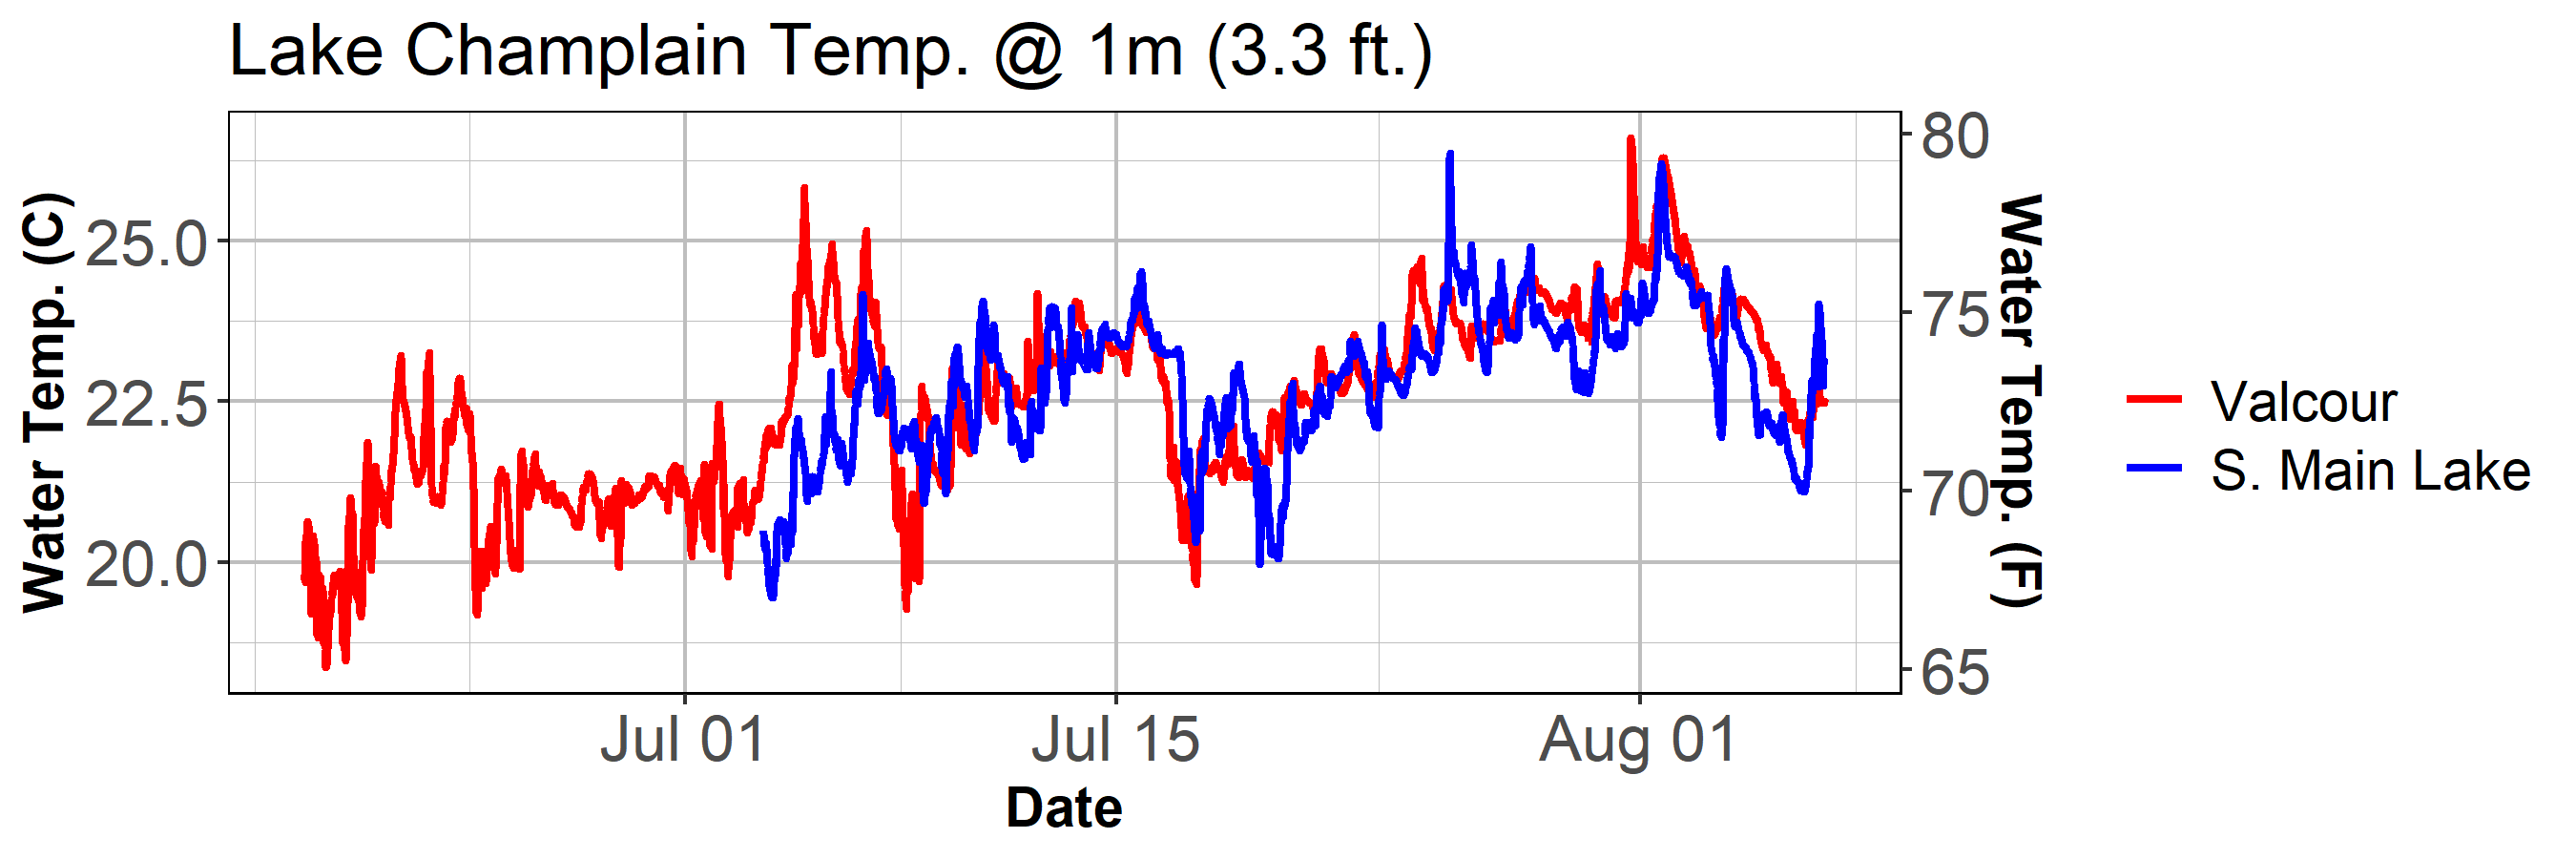 Lake Champlain Temp. @ 1m (3.3 ft.)
Water Temp. (C)
25.0
22.5
20.0
80
75
70
65
Water Temp. (F)
Jul 01
Jul 15
Aug 01
Date
Valcour
S. Main Lake